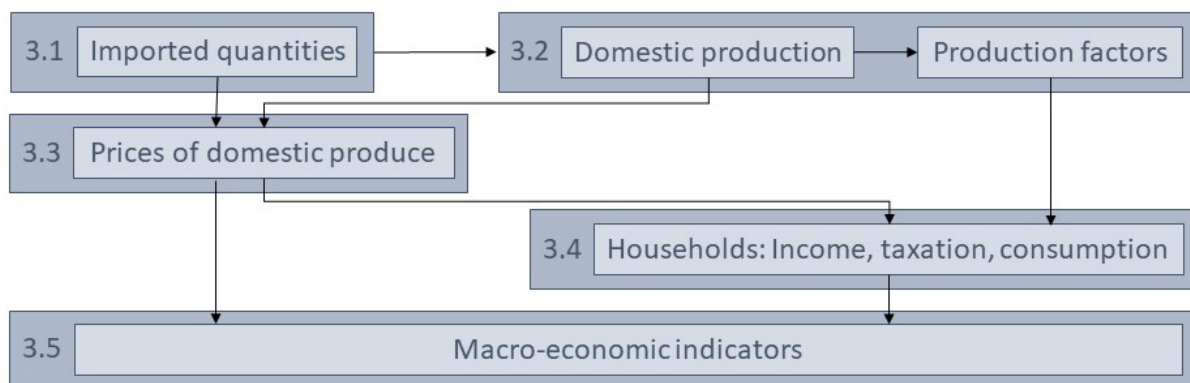 3.1 Imported quantities
3.2 Domestic production Production factors
3.3 Prices of domestic produce
3.4 Households: Income, taxation, consumption
3.5 Macro-economic indicators